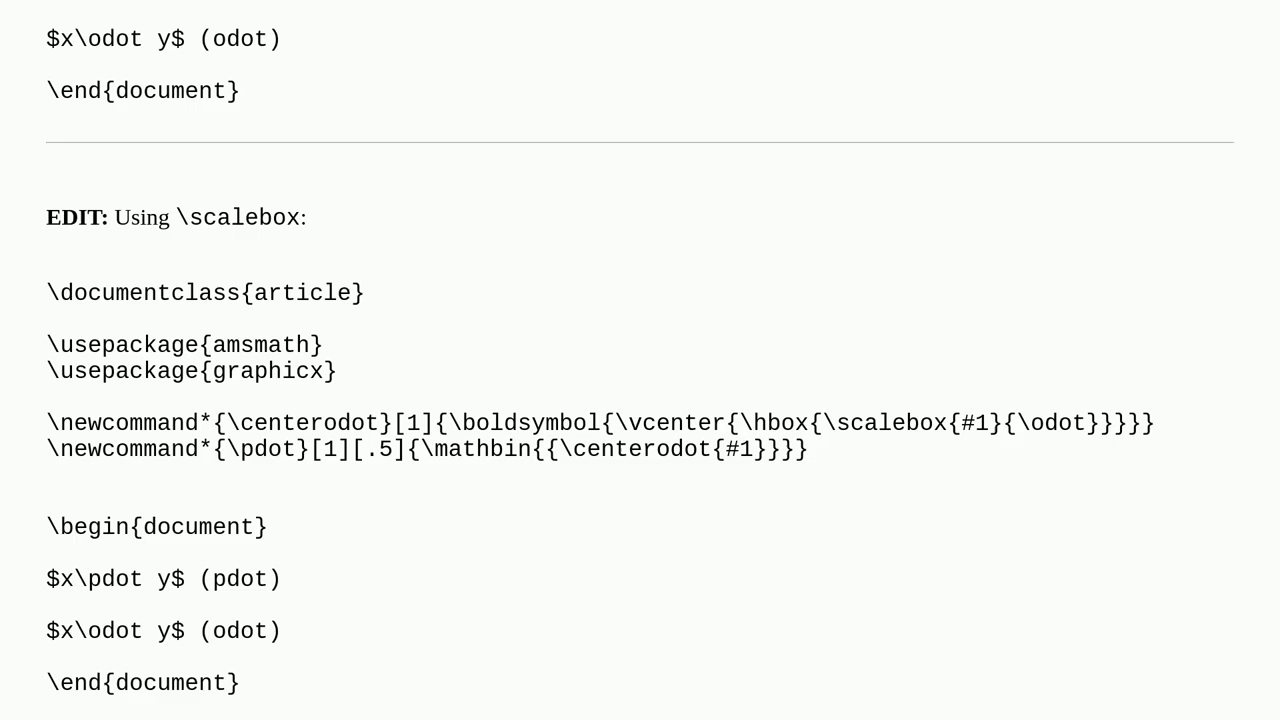 $x\odot y$ (odot)
\end{document}
EDIT: Using \scalebox:
\documentclass{article}
\usepackage{amsmath}
\usepackage{graphicx}
\newcommand*{\centerodot}[1]{\boldsymbol{\vcenter{\hbox{\scalebox{#1}{\odot}}}}}
\newcommand*{\pdot}[1][.5]{\mathbin{{\centerodot{#1}}}}
\begin{document}
$x\pdot y$ (pdot)
$x\odot y$ (odot)
\end{document}